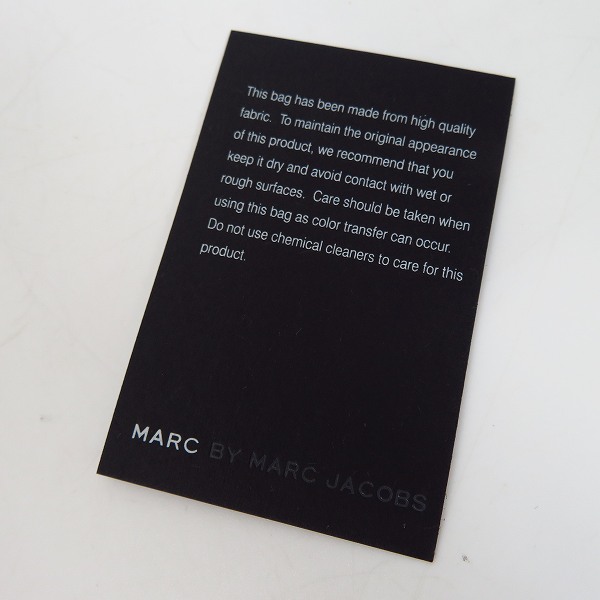 This bag has been made from high quality
fabric.  To maintain the original appearance
of this product, we recommend that you
keep it dry and avoid contact with wet or
rough surfaces.  Care should be taken when
using this bag as color transfer can occur.
Do not use chemical cleaners to care for this
product.
MARC BY MARC JACOBS